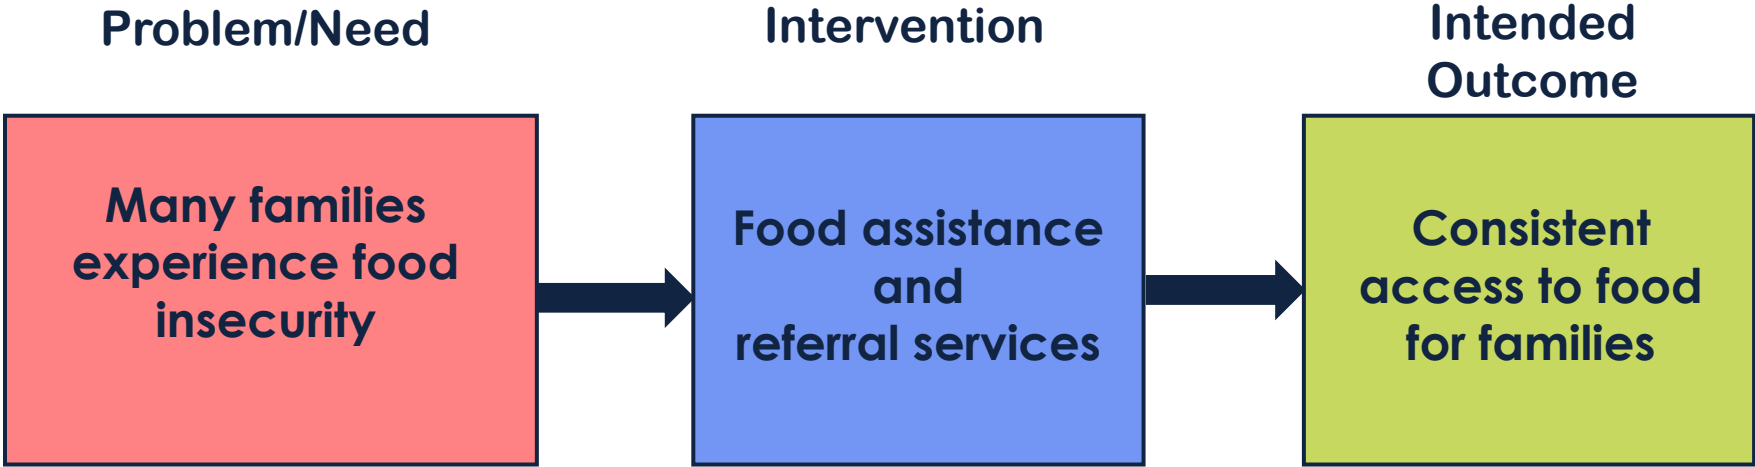 Problem/Need
Intervention
Intended
Outcome
Many families
experience food
insecurity
Food assistance
and
referral services
Consistent
access to food
for families